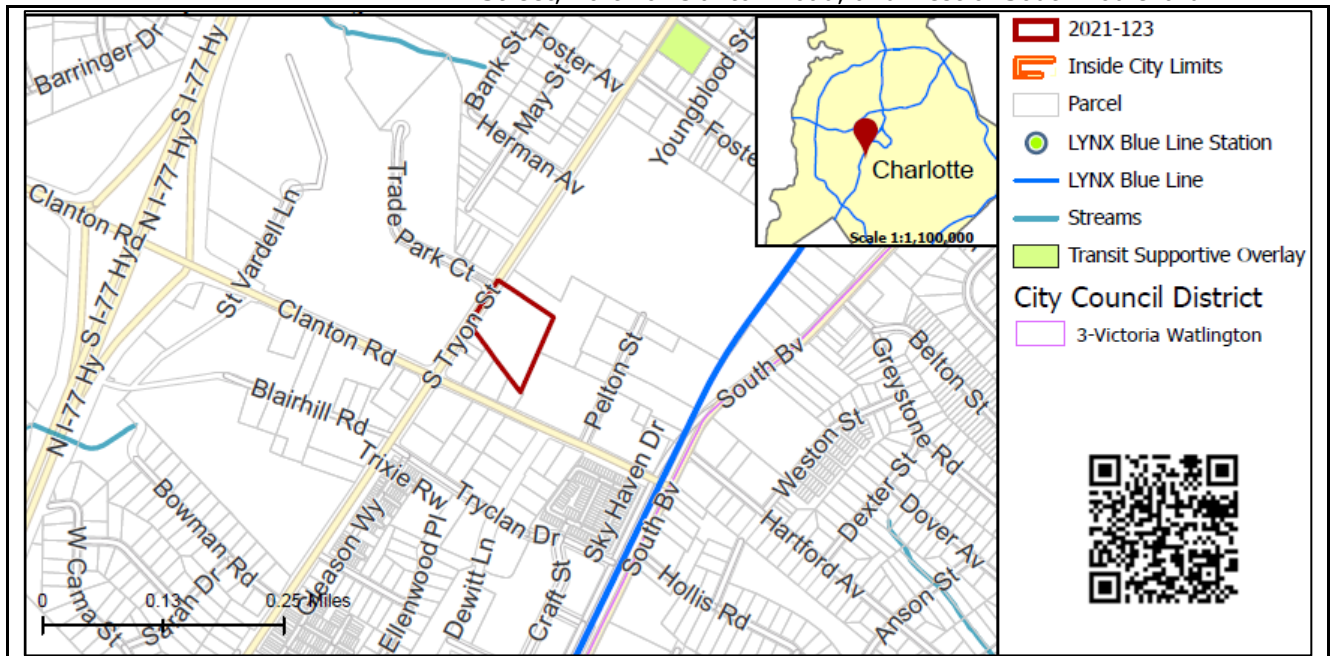 Barringer Dr
S I-77 Hy
S I-77 Hy
N I-77 Hy
Bank St
Foster Av
May St
Herman Av
Youngblood St
Foste
Trade
Park Ct
St Vardell Ln
Clanton Rd
Clanton Rd
S Tryon St
Blairhill Rd
Trixie Rw
Tryclan Dr
Pelton St
Sky Haven Dr
South Bv
South Bv
Weston St
Greystone Rd
Belton St
Dexter St
Dover Av
Hartford Av
Hollis Rd
Anson St
N I-77 Hy
S I-77 Hy
Bowman Rd
W Cama St
Sarah Dr
Gleason Wy
Ellenwood Pl
Dewitt Ln
Craft St
0 0.13 0.25 Miles
Charlotte
Scale 1:1,100,000
2021-123
Inside City Limits
Parcel
LYNX Blue Line Station
LYNX Blue Line
Streams
Transit Supportive Overlay
City Council District
3-Victoria Watlington